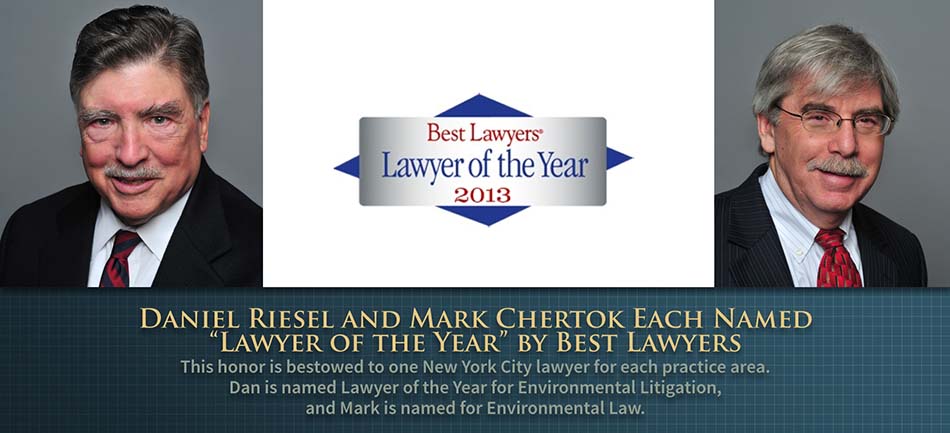 Best Lawyers®
Lawyer of the Year
2013
DANIEL RIESEL AND MARK CHERTOK EACH NAMED
“LAWYER OF THE YEAR” BY BEST LAWYERS
This honor is bestowed to one New York City lawyer for each practice area.
Dan is named Lawyer of the Year for Environmental Litigation,
and Mark is named for Environmental Law.